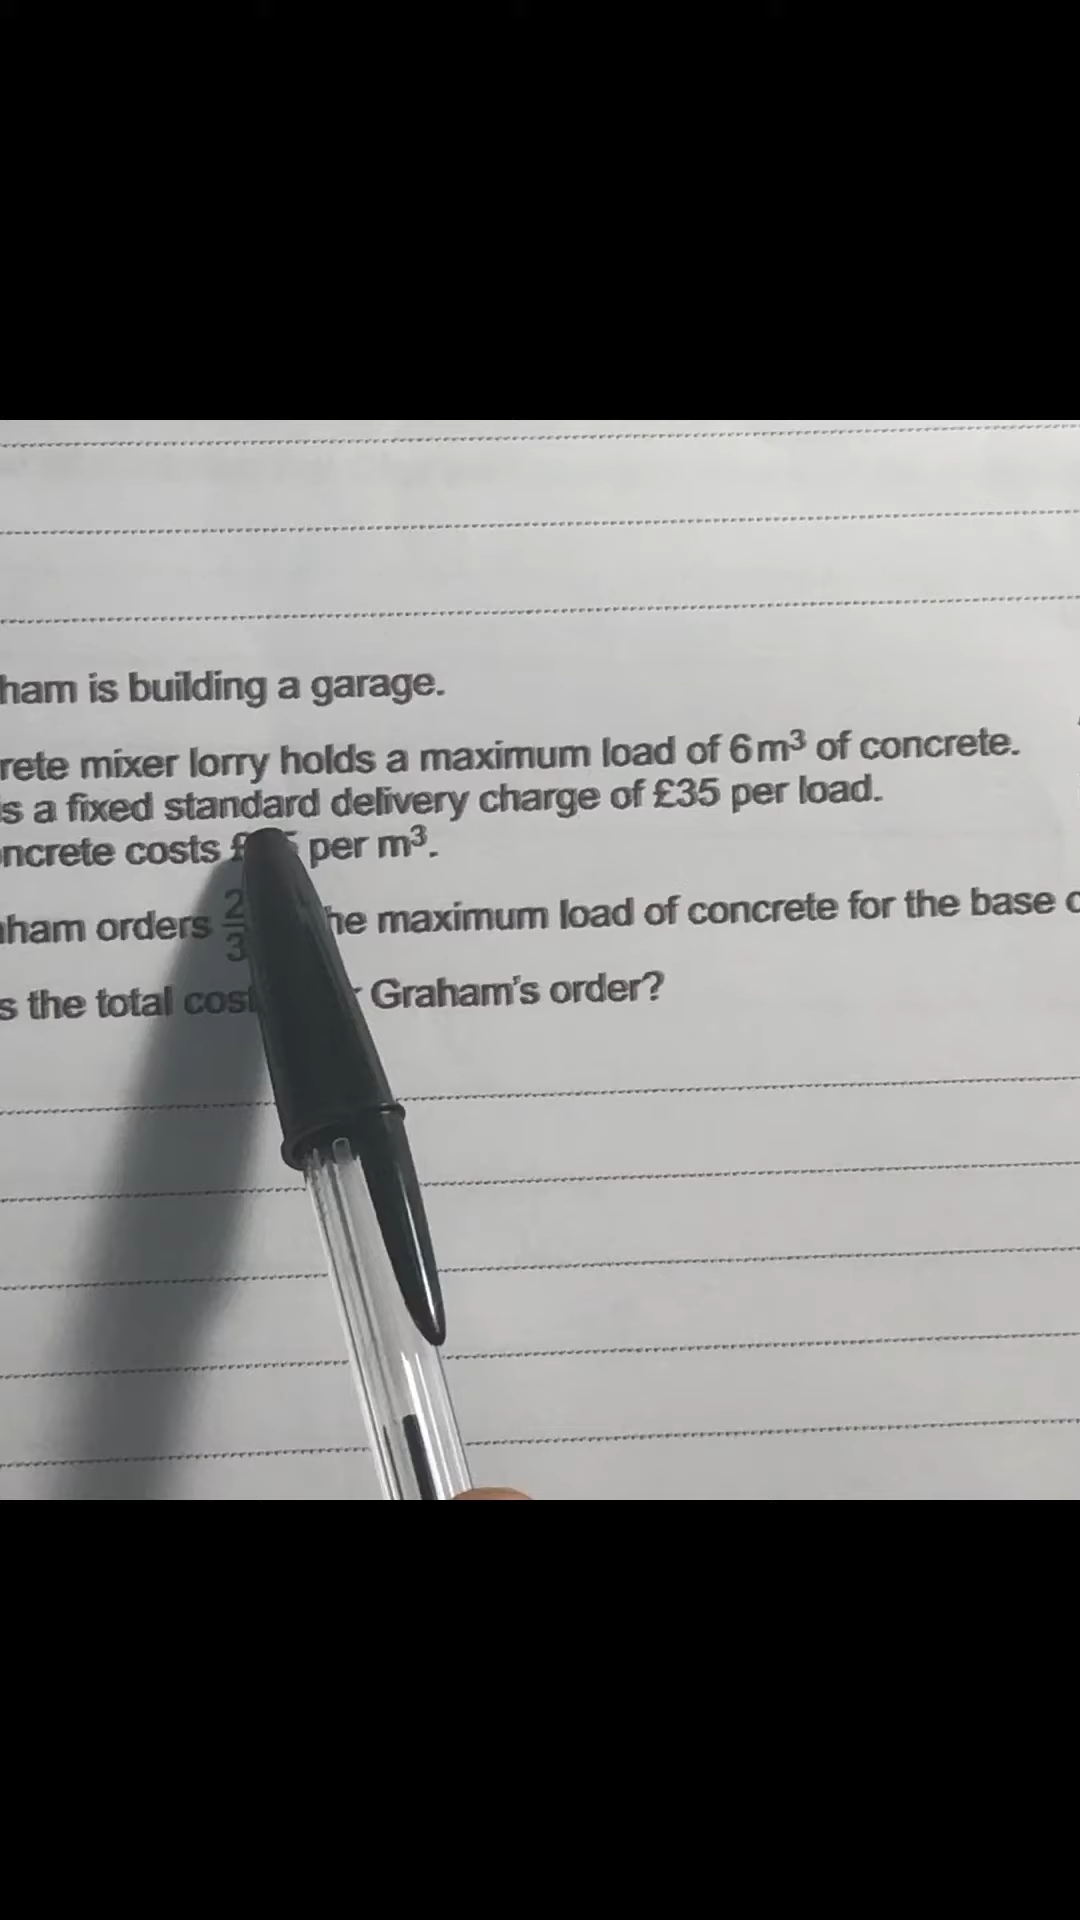 ham is building a garage.
rete mixer lorry holds a maximum load of 6m³ of concrete.
s a fixed standard delivery charge of £35 per load.
ncrete costs per m³.
ham orders 2/3 he maximum load of concrete for the base
s the total cost Graham's order?